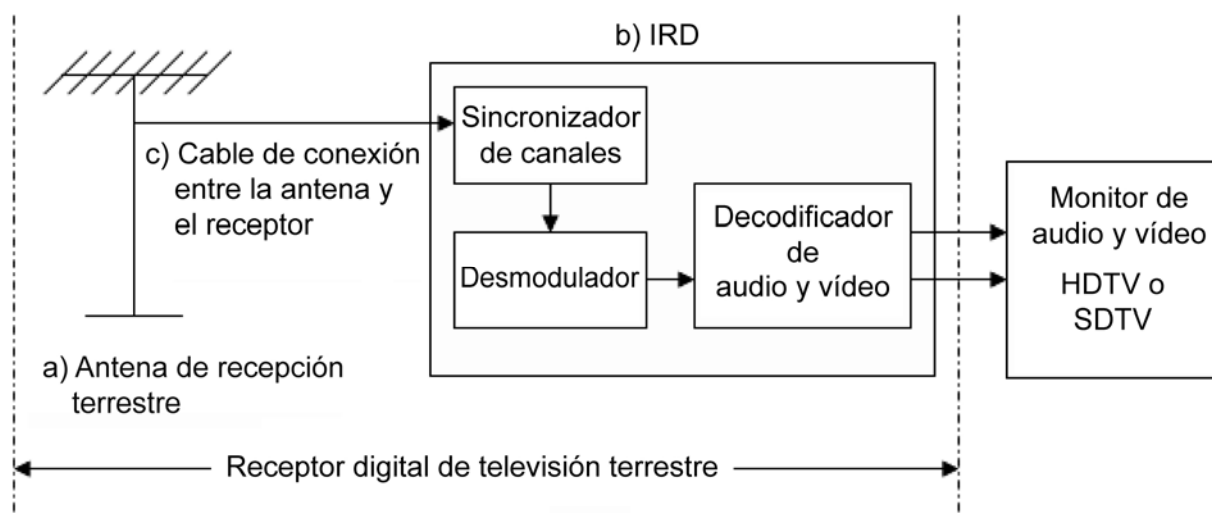 b) IRD
Sincronizador
de canales
c) Cable de conexión
entre la antena y
el receptor
Desmodulador
Decodificador
de
audio y vídeo
Monitor de
audio y vídeo
HDTV o
SDTV
a) Antena de recepción
terrestre
Receptor digital de televisión terrestre